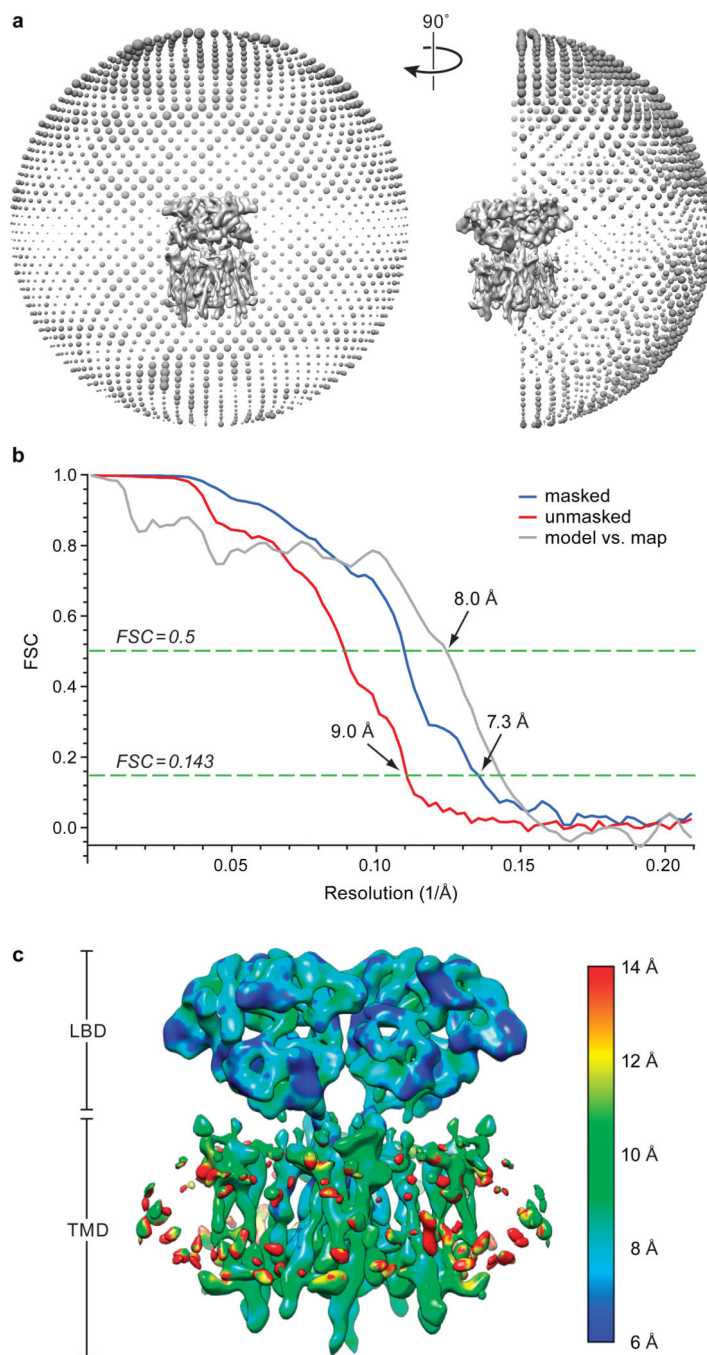 a
90°
b
1.0
0.8
0.6
0.4
0.2
0.0
FSC
masked
unmasked
model vs. map
8.0 Å
FSC=0.5
9.0 Å
7.3 Å
FSC=0.143
0.05
0.10
0.15
0.20
Resolution (1/Å)
c
LBD
TMD
14 Å
12 Å
10 Å
8 Å
6 Å